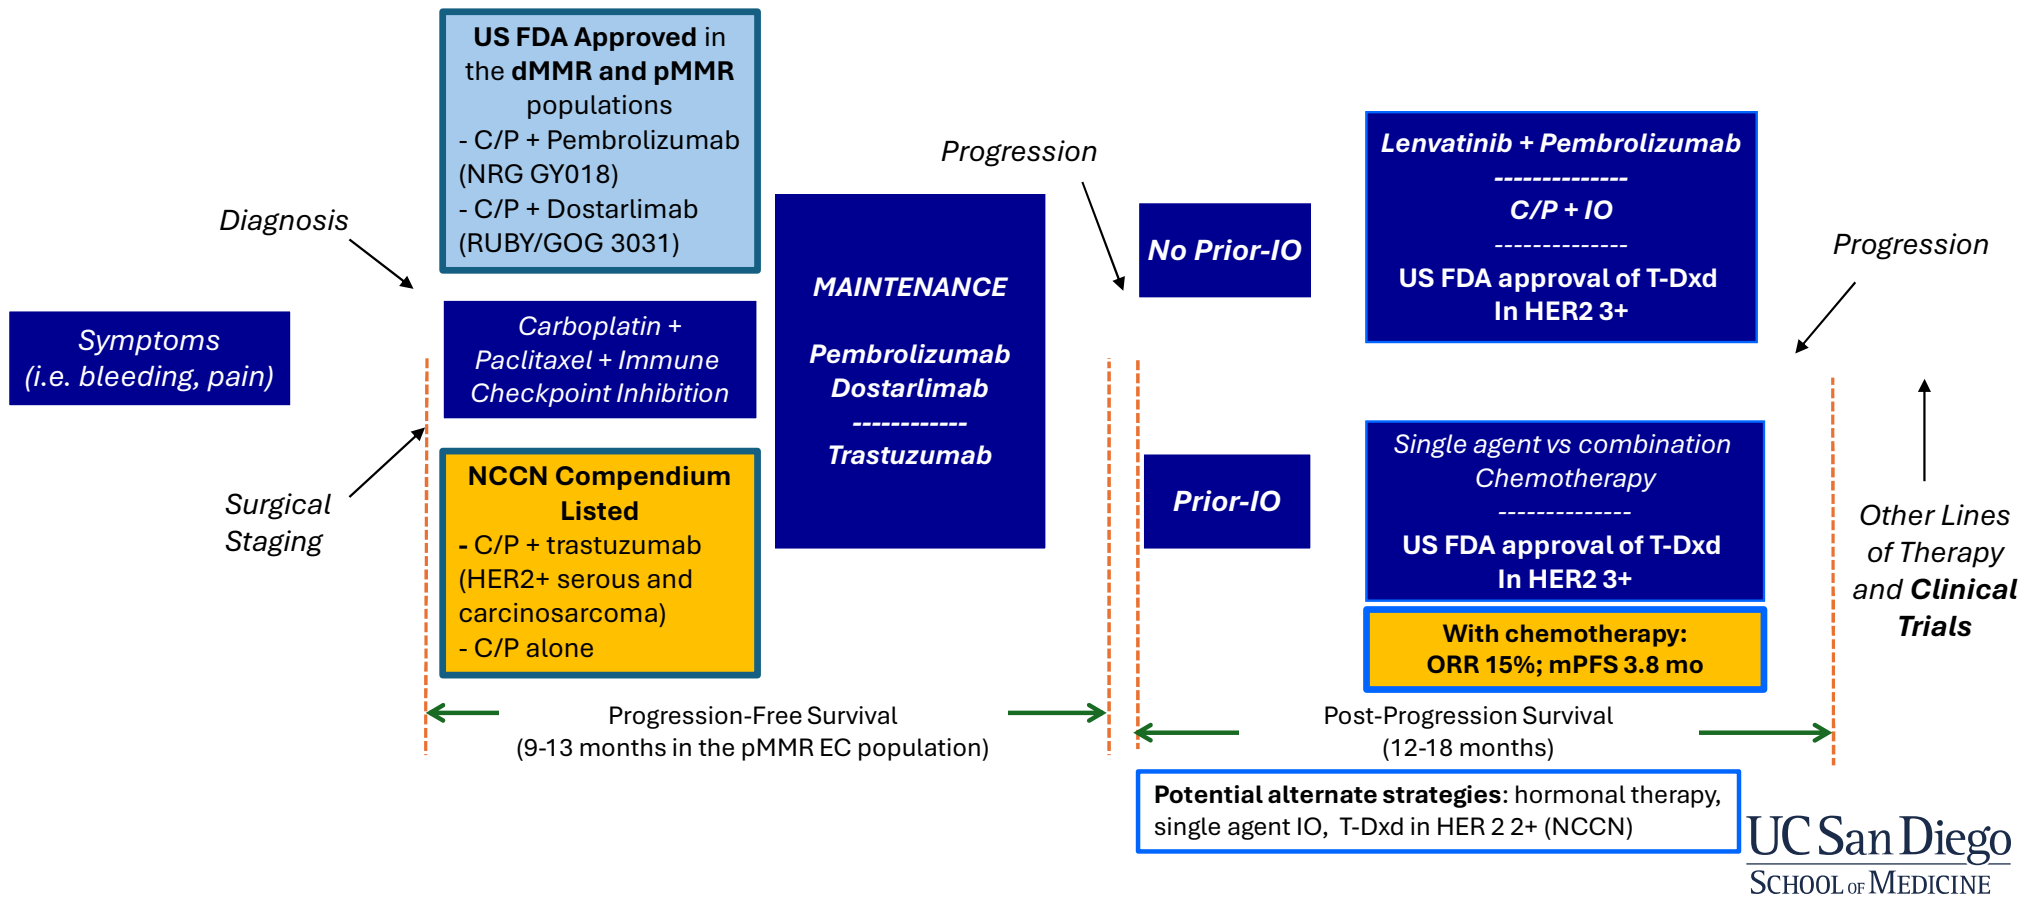 US FDA Approved in
the dMMR and pMMR
populations
- C/P + Pembrolizumab
(NRG GY018)
- C/P + Dostarlimab
(RUBY/GOG 3031)
Diagnosis
Symptoms
(i.e. bleeding, pain)
Surgical
Staging
Carboplatin +
Paclitaxel + Immune
Checkpoint Inhibition
NCCN Compendium
Listed
- C/P + trastuzumab
(HER2+ serous and
carcinosarcoma)
- C/P alone
MAINTENANCE
Pembrolizumab
Dostarlimab
------------
Trastuzumab
Progression
No Prior-IO
Prior-IO
Lenvatinib + Pembrolizumab
--------------
C/P + IO
--------------
US FDA approval of T-Dxd
In HER2 3+
Single agent vs combination
Chemotherapy
--------------
US FDA approval of T-Dxd
In HER2 3+
With chemotherapy:
ORR 15%; mPFS 3.8 mo
Progression
Other Lines
of Therapy
and Clinical
Trials
Progression-Free Survival
(9-13 months in the pMMR EC population)
Post-Progression Survival
(12-18 months)
Potential alternate strategies: hormonal therapy,
single agent IO, T-Dxd in HER 2 2+ (NCCN)
UC San Diego
SCHOOL OF MEDICINE